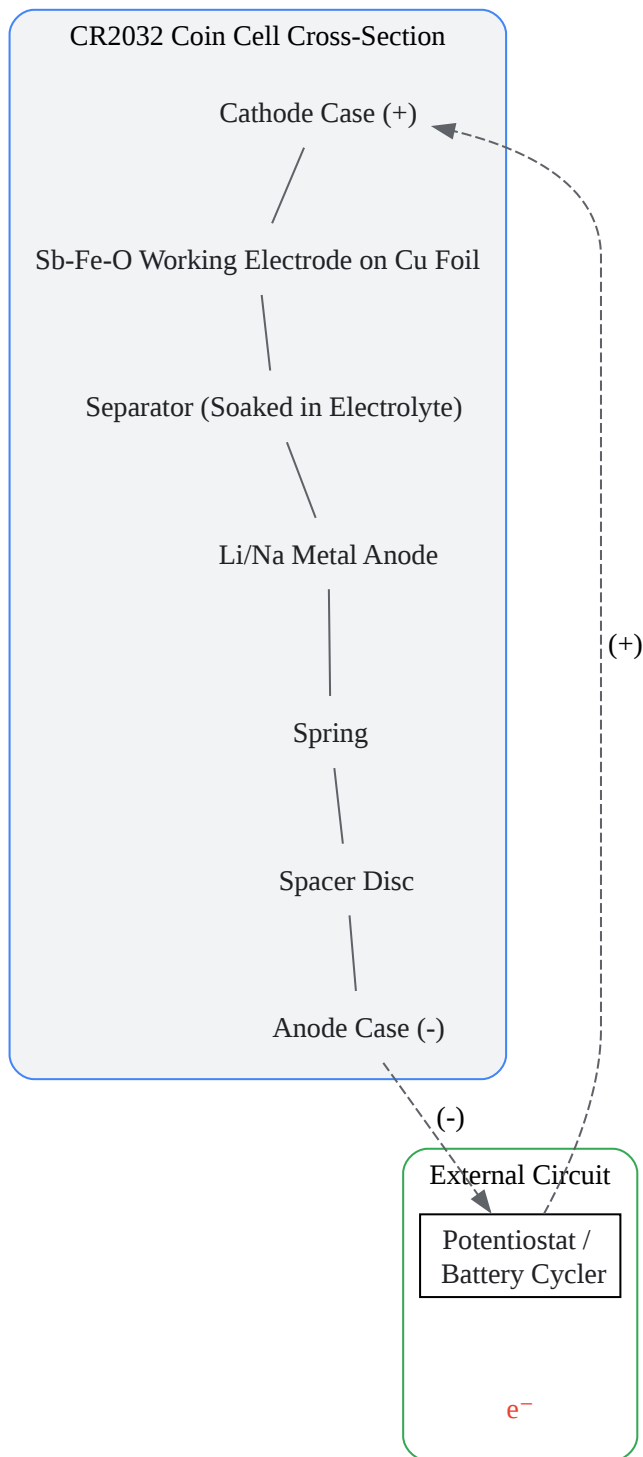 CR2032 Coin Cell Cross-Section
Cathode Case (+)
Sb-Fe-O Working Electrode on Cu Foil
Separator (Soaked in Electrolyte)
Li/Na Metal Anode
(+)
Spring
Spacer Disc
Anode Case (-)
(-)
External Circuit
Potentiostat /
Battery Cycler
e⁻